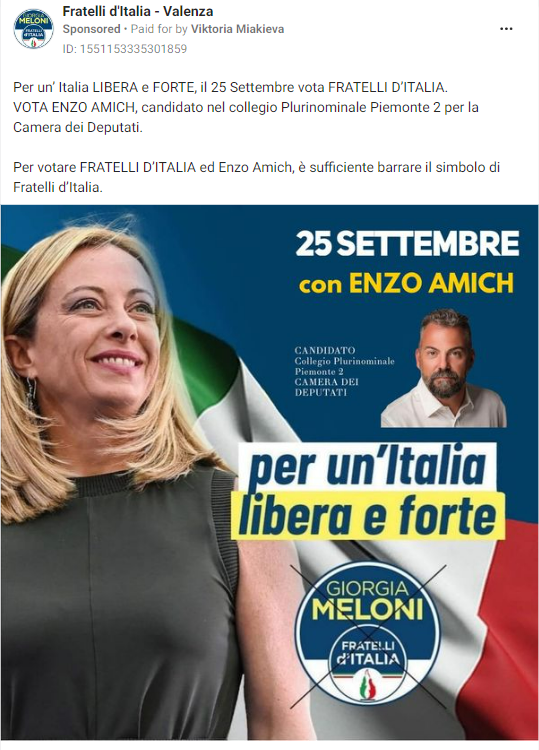 Fratelli d'Italia - Valenza
Sponsored • Paid for by Viktoria Miakieva
ID: 1551153335301859
Per un' Italia LIBERA e FORTE, il 25 Settembre vota FRATELLI D'ITALIA.
VOTA ENZO AMICH, candidato nel collegio Plurinominale Piemonte 2 per la
Camera dei Deputati.
Per votare FRATELLI D'ITALIA ed Enzo Amich, è sufficiente barrare il simbolo di
Fratelli d'Italia.
25 SETTEMBRE
con ENZO AMICH
CANDIDATO
Collegio Plurinominale
Piemonte 2
CAMERA DEI
DEPUTATI
per un'Italia
libera e forte
GIORGIA
MELONI
FRATELLI
d'ITALIA